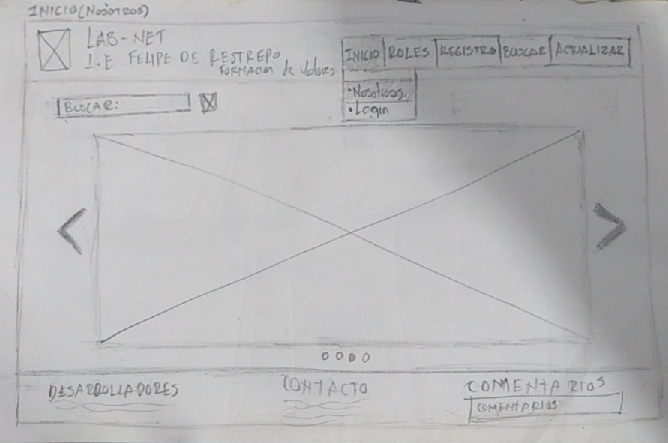 INICIO (Nosotros)
LAS-NET
I.E FELIPE DE RESTREPO
FORMACION de Valores
INICIO ROLES REGISTRO BUSCAR ACTUALIZAR
•Nosotros
•Login
BUSCAR:
DESARROLLADORES CONTACTO COMENTARIOS
COMENTARIOS: